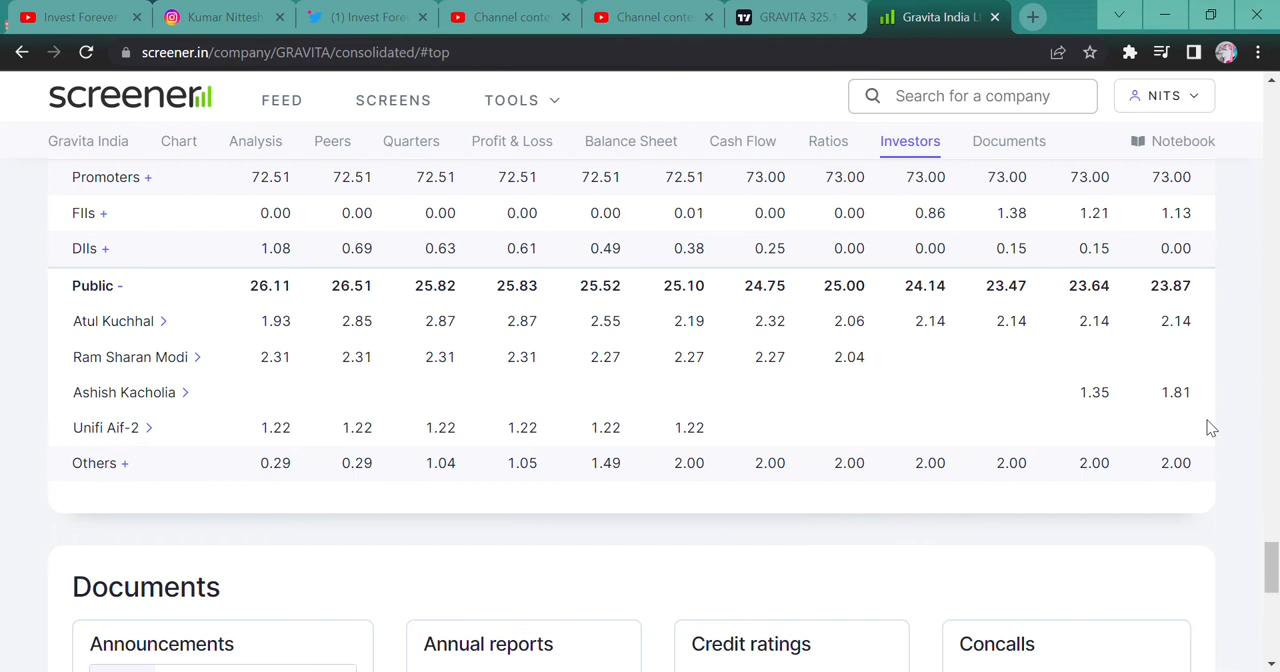 Invest Forever
Kumar Nittesh
(1) Invest Fore
Channel conte
Channel conte
GRAVITA 325.1
Gravita India L
screener.in/company/GRAVITA/consolidated/#top
screener
FEED
SCREENS
TOOLS
Search for a company
NITS
Gravita India
Chart
Analysis
Peers
Quarters
Profit & Loss
Balance Sheet
Cash Flow
Ratios
Investors
Documents
Notebook
Promoters + 72.51 72.51 72.51 72.51 72.51 72.51 73.00 73.00 73.00 73.00 73.00 73.00
FIIs + 0.00 0.00 0.00 0.00 0.00 0.01 0.00 0.00 0.86 1.38 1.21 1.13
DIIs + 1.08 0.69 0.63 0.61 0.49 0.38 0.25 0.00 0.00 0.15 0.15 0.00
Public - 26.11 26.51 25.82 25.83 25.52 25.10 24.75 25.00 24.14 23.47 23.64 23.87
Atul Kuchhal 1.93 2.85 2.87 2.87 2.55 2.19 2.32 2.06 2.14 2.14 2.14 2.14
Ram Sharan Modi 2.31 2.31 2.31 2.31 2.27 2.27 2.27 2.04
Ashish Kacholia 1.35 1.81
Unifi Aif-2 1.22 1.22 1.22 1.22 1.22 1.22
Others + 0.29 0.29 1.04 1.05 1.49 2.00 2.00 2.00 2.00 2.00 2.00 2.00
Documents
Announcements
Annual reports
Credit ratings
Concalls